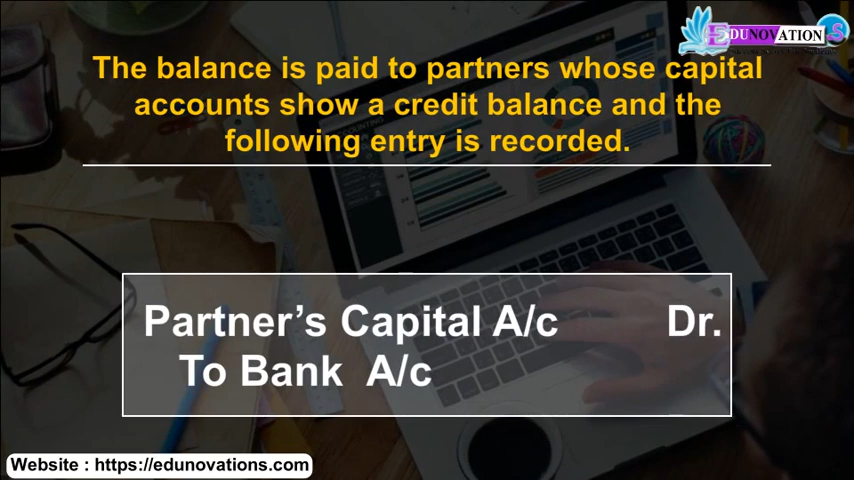 EDUNOVATIONS
The balance is paid to partners whose capital
accounts show a credit balance and the
following entry is recorded.
Partner’s Capital A/c Dr.
To Bank A/c
Website : https://edunovations.com